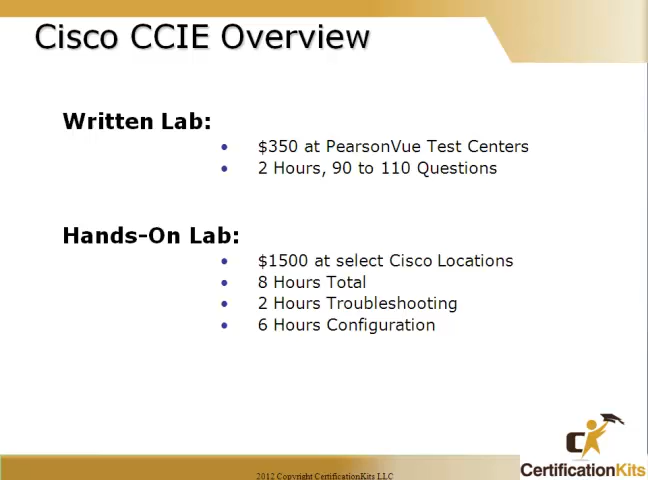 Cisco CCIE Overview
Written Lab:
• $350 at PearsonVue Test Centers
• 2 Hours, 90 to 110 Questions
Hands-On Lab:
• $1500 at select Cisco Locations
• 8 Hours Total
• 2 Hours Troubleshooting
• 6 Hours Configuration
C
CertificationKits
2012 Copyright CertificationKits LLC